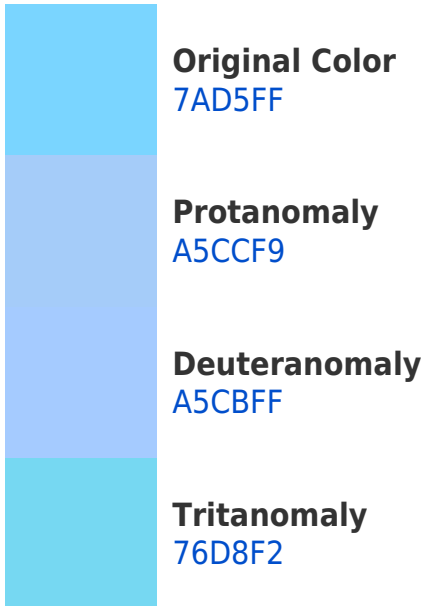 Original Color
7AD5FF
Protanomaly
A5CCF9
Deuteranomaly
A5CBFF
Tritanomaly
76D8F2